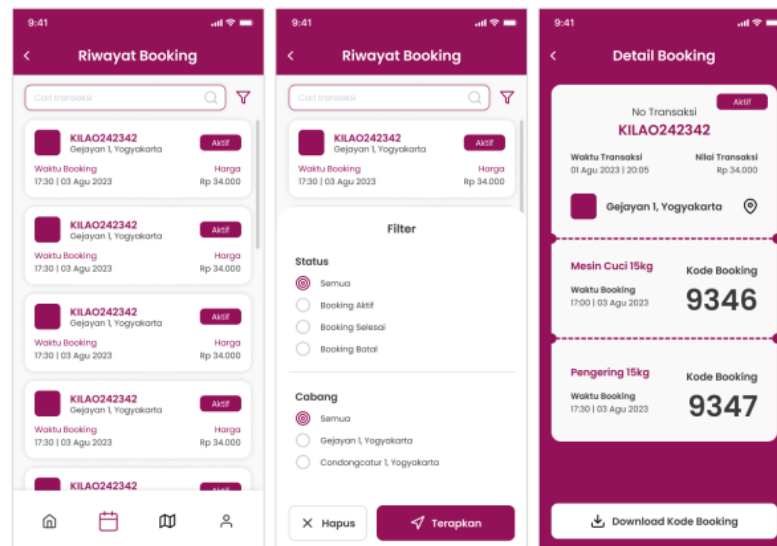 9:41
Riwayat Booking
Cari transaksi
KILAO242342
Gejayan 1, Yogyakarta
Aktif
Waktu Booking
Harga
17:30 | 03 Agu 2023
Rp 34.000
KILAO242342
Gejayan 1, Yogyakarta
Aktif
Waktu Booking
Harga
17:30 | 03 Agu 2023
Rp 34.000
KILAO242342
Gejayan 1, Yogyakarta
Aktif
Waktu Booking
Harga
17:30 | 03 Agu 2023
Rp 34.000
KILAO242342
Gejayan 1, Yogyakarta
Aktif
Waktu Booking
Harga
17:30 | 03 Agu 2023
Rp 34.000
KILAO242342
9:41
Riwayat Booking
Cari transaksi
KILAO242342
Gejayan 1, Yogyakarta
Aktif
Waktu Booking
Harga
17:30 | 03 Agu 2023
Rp 34.000
Filter
Status
Semua
Booking Aktif
Booking Selesai
Booking Batal
Cabang
Semua
Gejayan 1, Yogyakarta
Condongcatur 1, Yogyakarta
Hapus
Terapkan
9:41
Detail Booking
Aktif
No Transaksi
KILAO242342
Waktu Transaksi
Nilai Transaksi
01 Agu 2023 | 20:05
Rp 34.000
Gejayan 1, Yogyakarta
Mesin Cuci 15kg
Kode Booking
Waktu Booking
17:00 | 03 Agu 2023
9346
Pengering 15kg
Kode Booking
Waktu Booking
17:30 | 03 Agu 2023
9347
Download Kode Booking